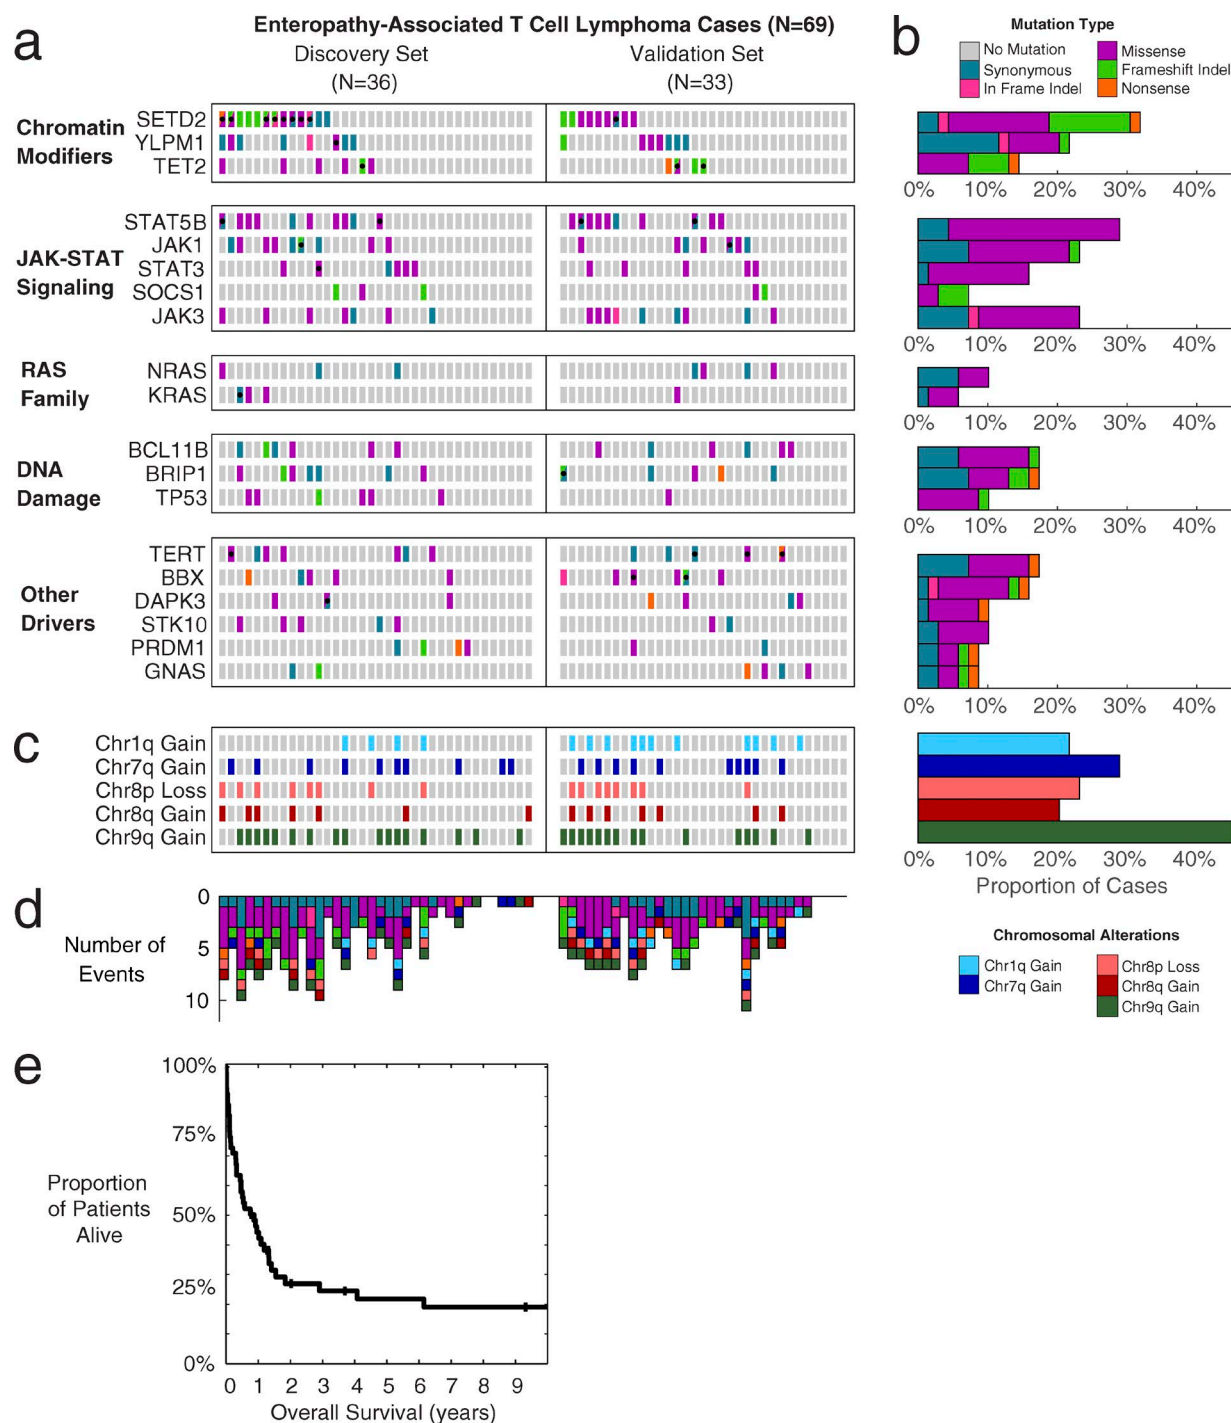 a
Enteropathy-Associated T Cell Lymphoma Cases (N=69)
Discovery Set
(N=36)
Validation Set
(N=33)
Chromatin
Modifiers
SETD2
YLPM1
TET2
JAK-STAT
Signaling
STAT5B
JAK1
STAT3
SOCS1
JAK3
RAS
Family
NRAS
KRAS
DNA
Damage
BCL11B
BRIP1
TP53
Other
Drivers
TERT
BBX
DAPK3
STK10
PRDM1
GNAS
b
Mutation Type
No Mutation
Synonymous
In Frame Indel
Missense
Frameshift Indel
Nonsense
0% 10% 20% 30% 40%
0% 10% 20% 30% 40%
0% 10% 20% 30% 40%
0% 10% 20% 30% 40%
0% 10% 20% 30% 40%
c
Chr1q Gain
Chr7q Gain
Chr8p Loss
Chr8q Gain
Chr9q Gain
0% 10% 20% 30% 40%
Proportion of Cases
d
Number of
Events
0
5
10
Chromosomal Alterations
Chr1q Gain
Chr7q Gain
Chr8p Loss
Chr8q Gain
Chr9q Gain
e
Proportion
of Patients
Alive
100%
75%
50%
25%
0%
0 1 2 3 4 5 6 7 8 9
Overall Survival (years)